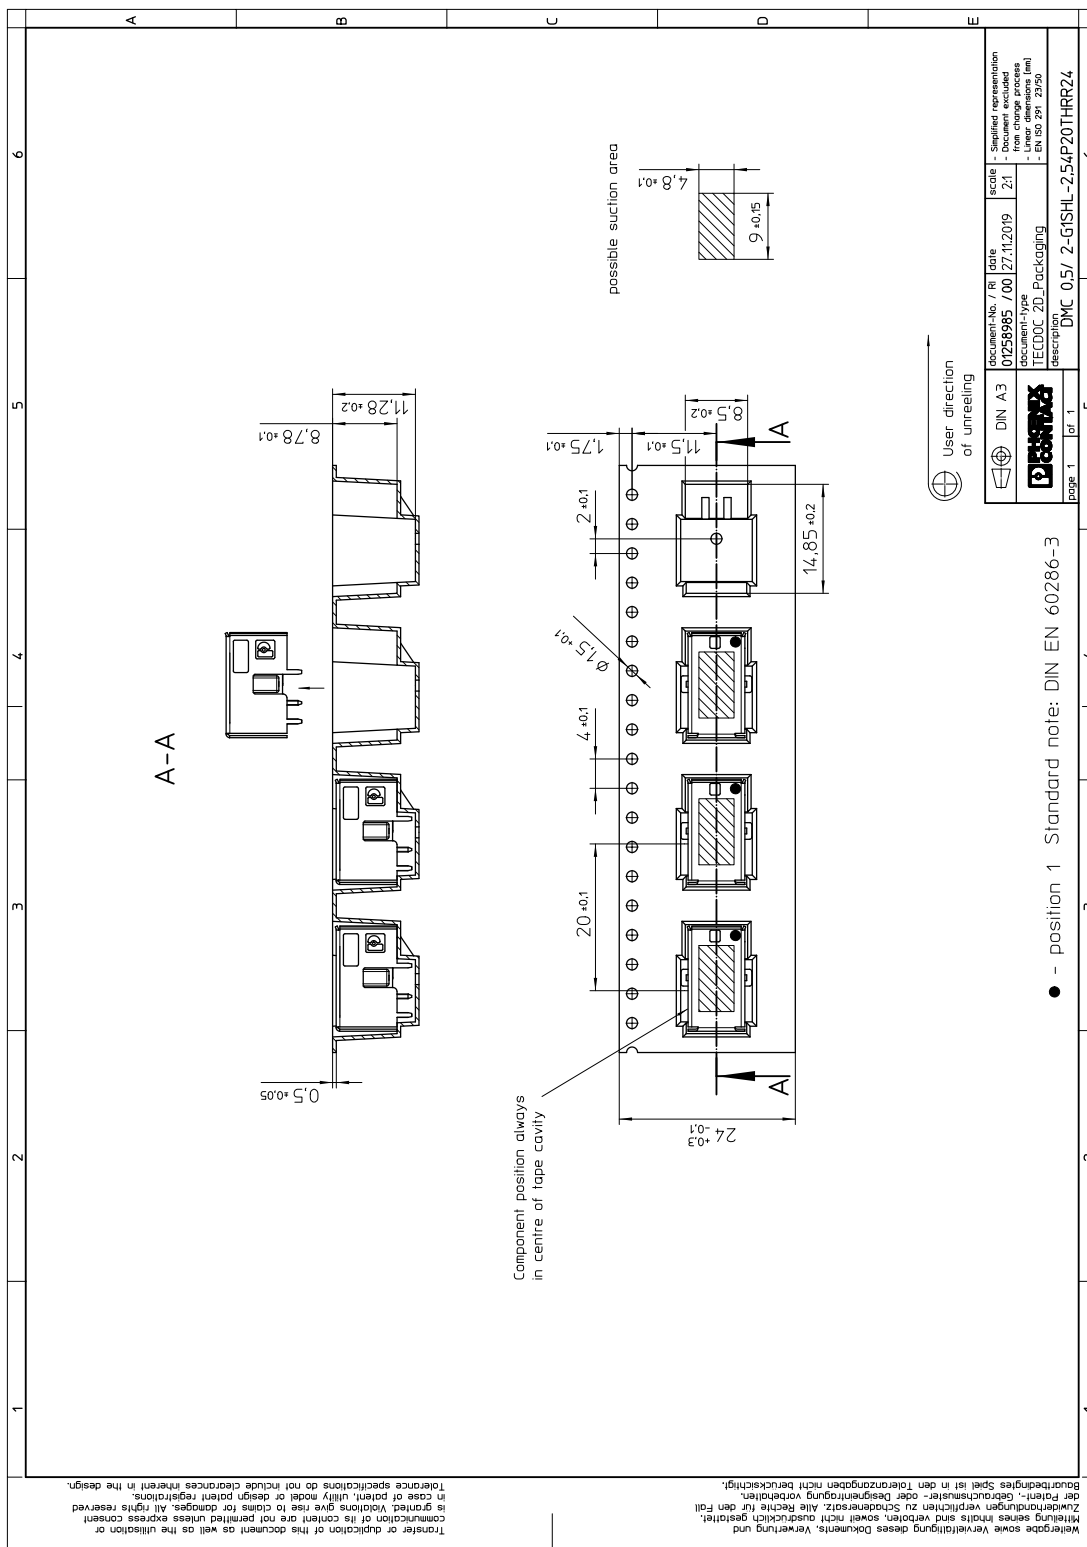 A
B
C
D
E
6
5
4
3
2
1
A-A
0,5 ±0,05
8,78 ±0,1
11,28 ±0,2
possible suction area
4,8 ±0,1
9 ±0,15
Component position always
in centre of tape cavity
20 ±0,1
4 ±0,1
Ø 1,5 +0,1
2 ±0,1
1,75 ±0,1
11,5 ±0,1
8,5 ±0,2
14,85 ±0,2
24 +0,3 -0,1
A
A
User direction
of unreeling
● - position 1 Standard note: DIN EN 60286-3
DIN A3
PHOENIX
CONTACT
page 1
of 1
document-No. / RI
01258985 / 00
date
27.11.2019
scale
2:1
- Simplified representation
- Document excluded
from change process
- Linear dimensions [mm]
- EN ISO 291 23/50
document-type
TECDOC 2D_Packaging
description
DMC 0,5/ 2-G1SHL-2,54P20THRR24
Transfer or duplication of this document as well as the utilisation or
communication of its content are not permitted unless express consent
is granted. Violations give rise to claims for damages. All rights reserved
in case of patent, utility model or design patent registrations.
Tolerance specifications do not include clearances inherent in the design.
Weitergabe sowie Vervielfältigung dieses Dokuments, Verwertung und
Mitteilung seines Inhalts sind verboten, soweit nicht ausdrücklich gestattet.
Zuwiderhandlungen verpflichten zu Schadenersatz. Alle Rechte für den Fall
der Patent-, Gebrauchsmuster- oder Designeintragung vorbehalten.
Bauartbedingtes Spiel ist in den Toleranzangaben nicht berücksichtigt.